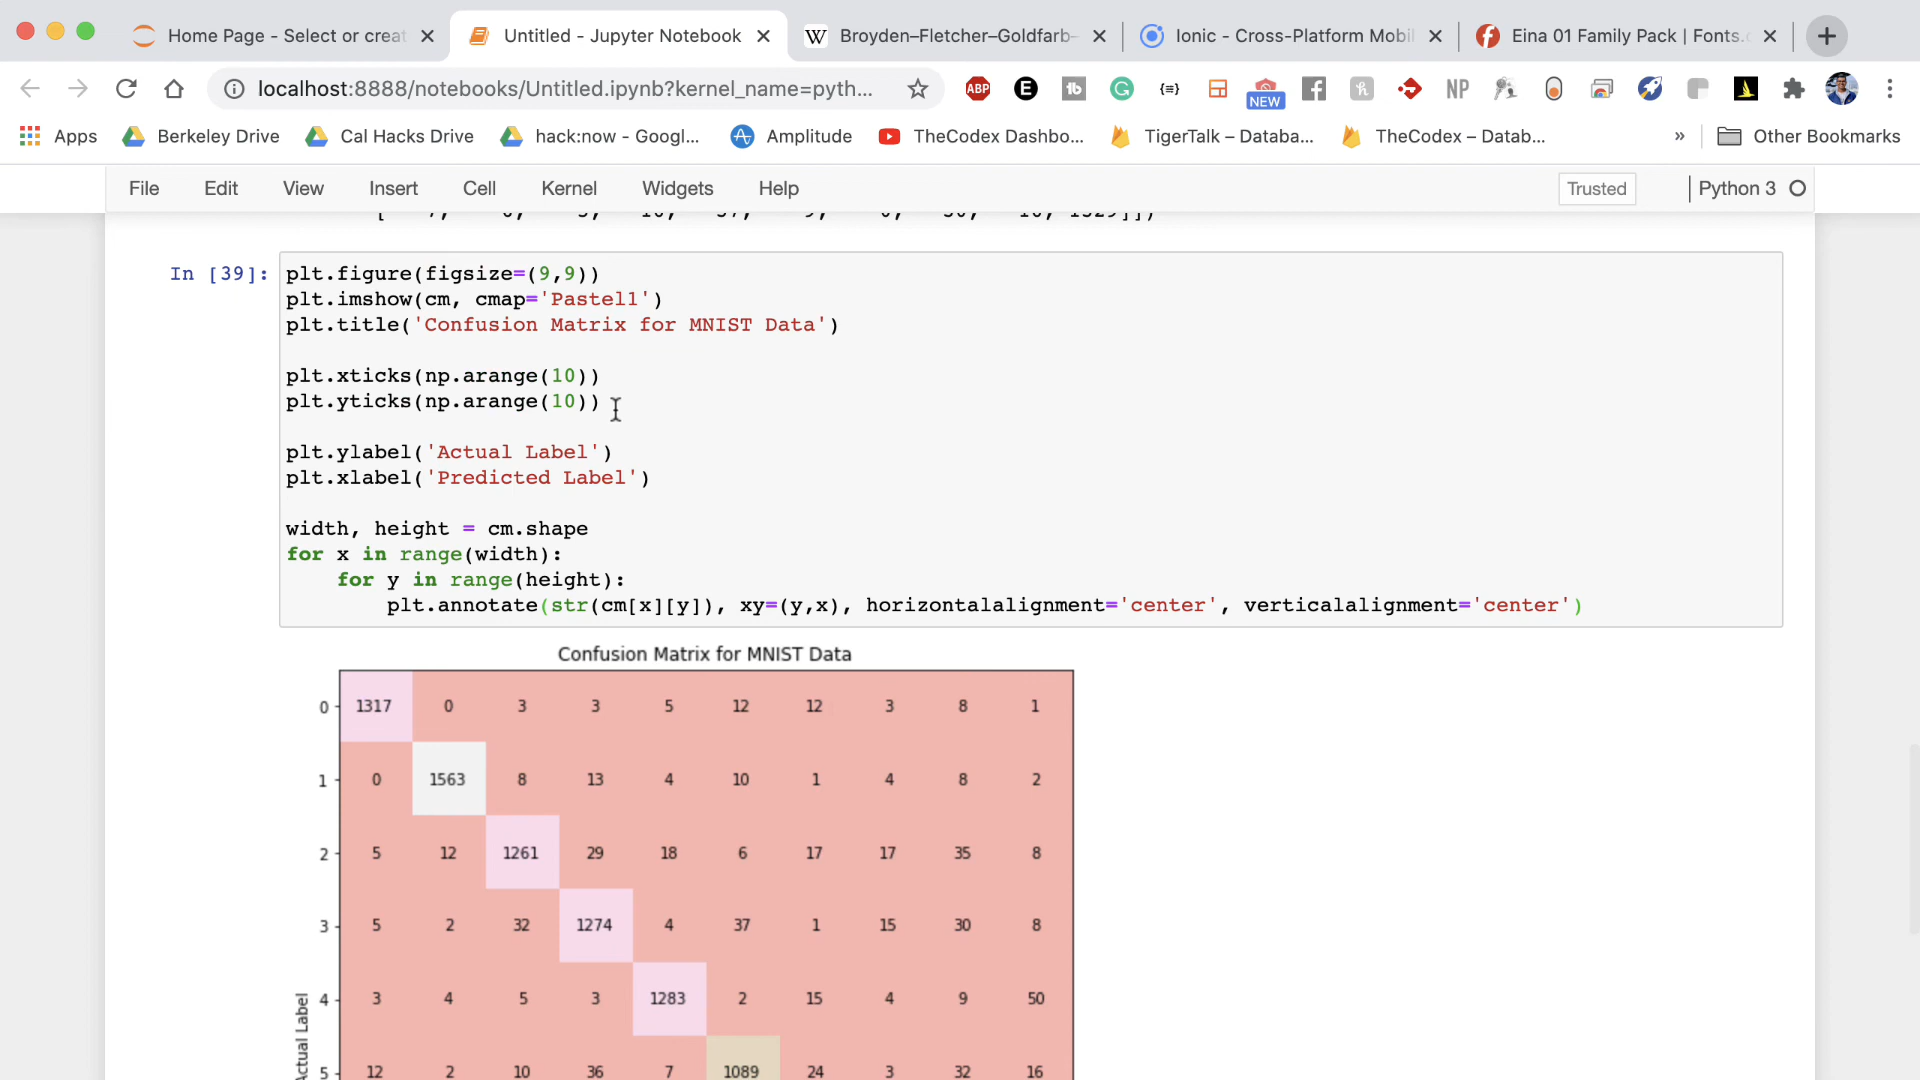 Home Page - Select or creat
Untitled - Jupyter Notebook
W Broyden–Fletcher–Goldfarb–
Ionic - Cross-Platform Mobil
Eina 01 Family Pack | Fonts.c
localhost:8888/notebooks/Untitled.ipynb?kernel_name=pyth...
ABP
E
tb
{≡}
NEW
NP
Apps
Berkeley Drive
Cal Hacks Drive
hack:now - Googl...
Amplitude
TheCodex Dashbo...
TigerTalk – Databa...
TheCodex – Datab...
»
Other Bookmarks
File Edit View Insert Cell Kernel Widgets Help
Trusted
Python 3
In [39]:
plt.figure(figsize=(9,9))
plt.imshow(cm, cmap='Pastel1')
plt.title('Confusion Matrix for MNIST Data')
plt.xticks(np.arange(10))
plt.yticks(np.arange(10))
plt.ylabel('Actual Label')
plt.xlabel('Predicted Label')
width, height = cm.shape
for x in range(width):
for y in range(height):
plt.annotate(str(cm[x][y]), xy=(y,x), horizontalalignment='center', verticalalignment='center')
Confusion Matrix for MNIST Data
0 1317 0 3 3 5 12 12 3 8 1
1 0 1563 8 13 4 10 1 4 8 2
2 5 12 1261 29 18 6 17 17 35 8
3 5 2 32 1274 4 37 1 15 30 8
4 3 4 5 3 1283 2 15 4 9 50
5 12 2 10 36 7 1089 24 3 32 16
Actual Label